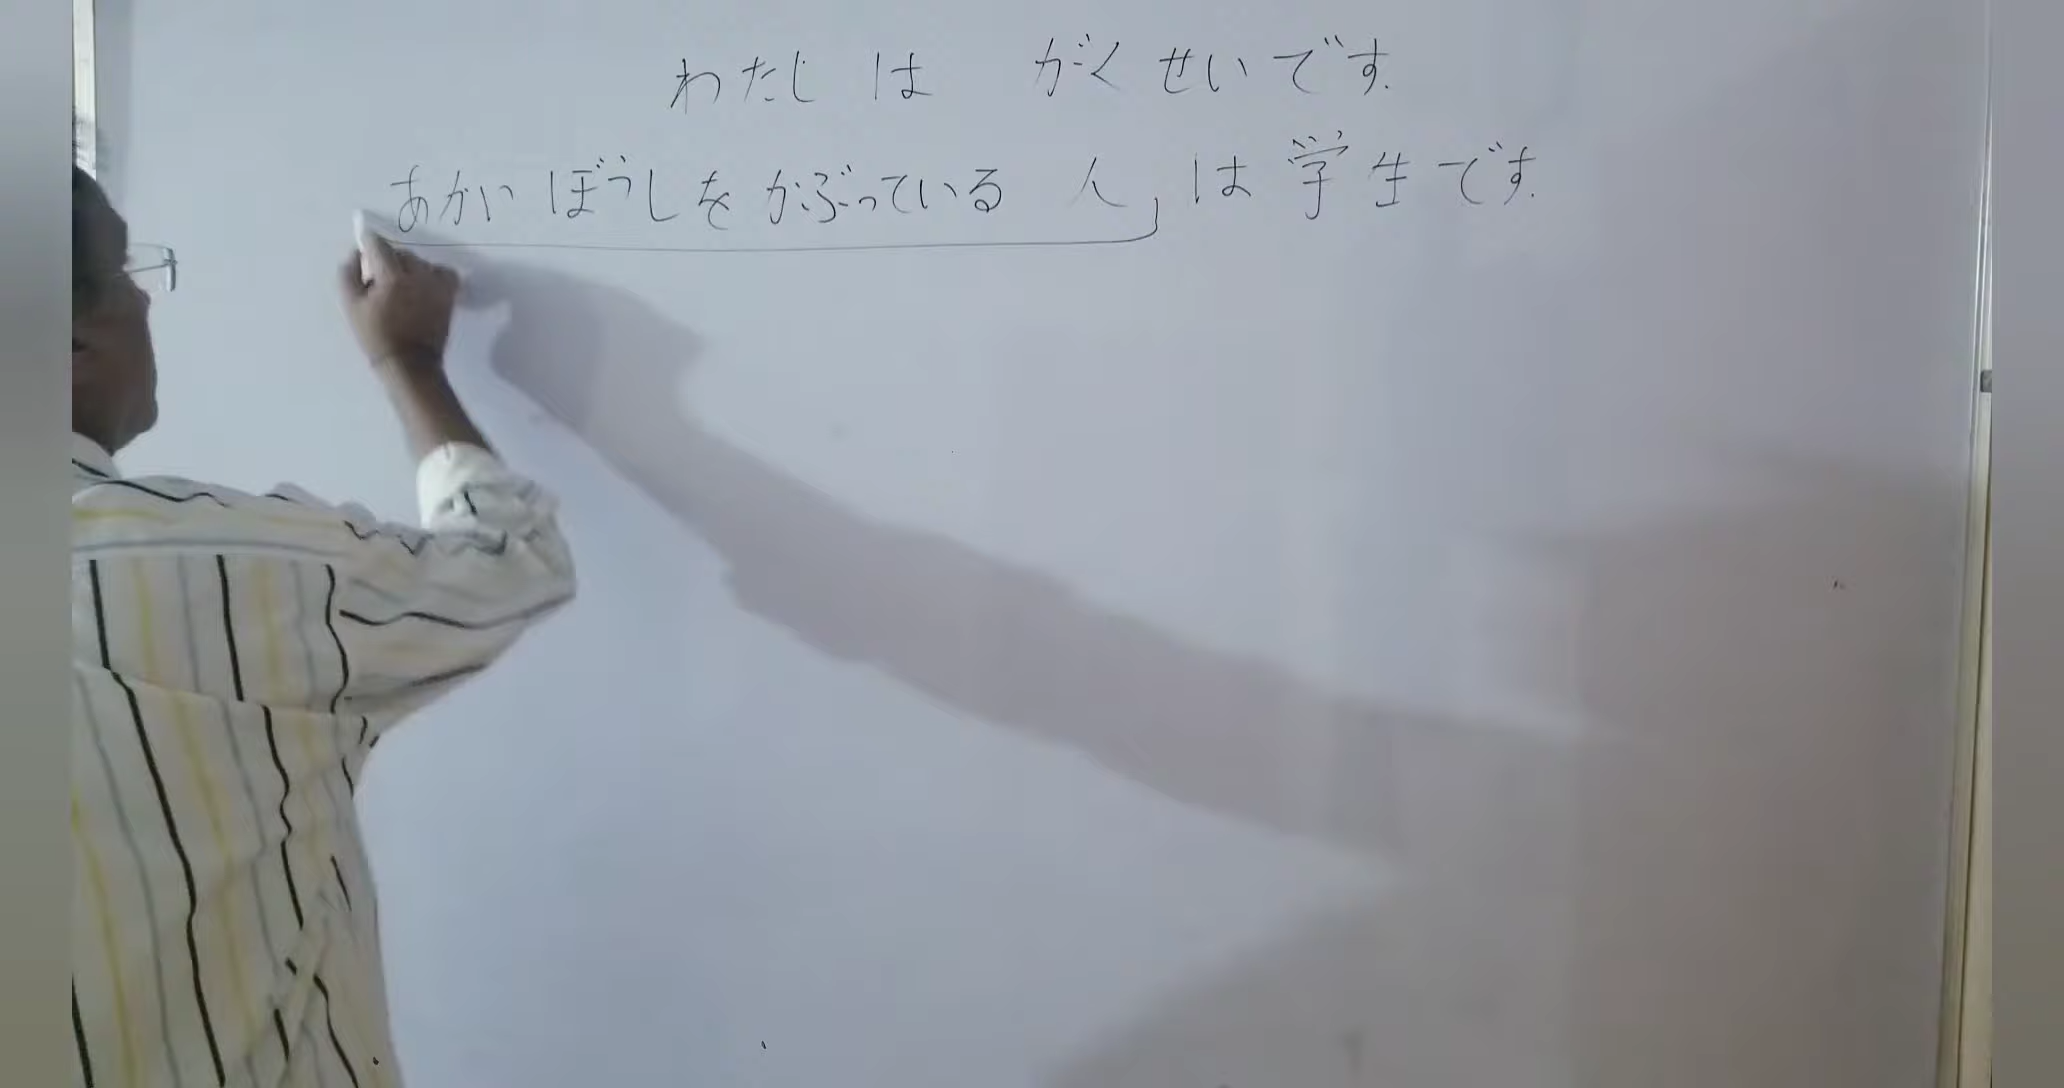 わたし は がくせいです.
あかい ぼうしを かぶっている 人 は 学生です.